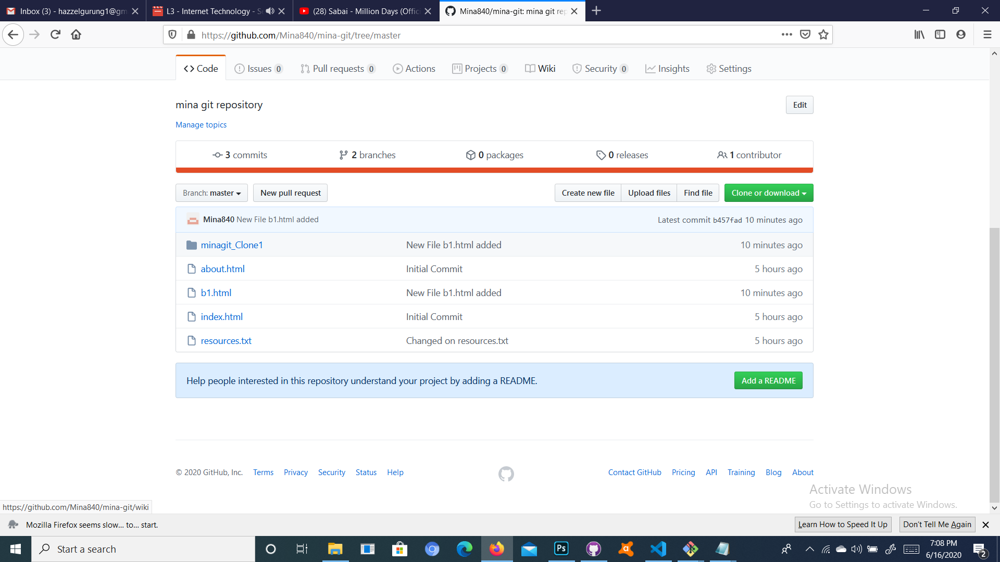 Inbox (3) - hazzelgurung1@gm
L3 - Internet Technology - S
(28) Sabai - Million Days (Offic
Mina840/mina-git: mina git rep
https://github.com/Mina840/mina-git/tree/master
Code
Issues 0
Pull requests 0
Actions
Projects 0
Wiki
Security 0
Insights
Settings
mina git repository
Edit
Manage topics
3 commits
2 branches
0 packages
0 releases
1 contributor
Branch: master
New pull request
Create new file
Upload files
Find file
Clone or download
Mina840 New File b1.html added
Latest commit b457fad 10 minutes ago
minagit_Clone1
New File b1.html added
10 minutes ago
about.html
Initial Commit
5 hours ago
b1.html
New File b1.html added
10 minutes ago
index.html
Initial Commit
5 hours ago
resources.txt
Changed on resources.txt
5 hours ago
Help people interested in this repository understand your project by adding a README.
Add a README
© 2020 GitHub, Inc.
Terms
Privacy
Security
Status
Help
Contact GitHub
Pricing
API
Training
Blog
About
Activate Windows
Go to Settings to activate Windows.
https://github.com/Mina840/mina-git/wiki
Mozilla Firefox seems slow... to... start.
Learn How to Speed It Up
Don't Tell Me Again
Start a search
Ps
7:08 PM
6/16/2020
2